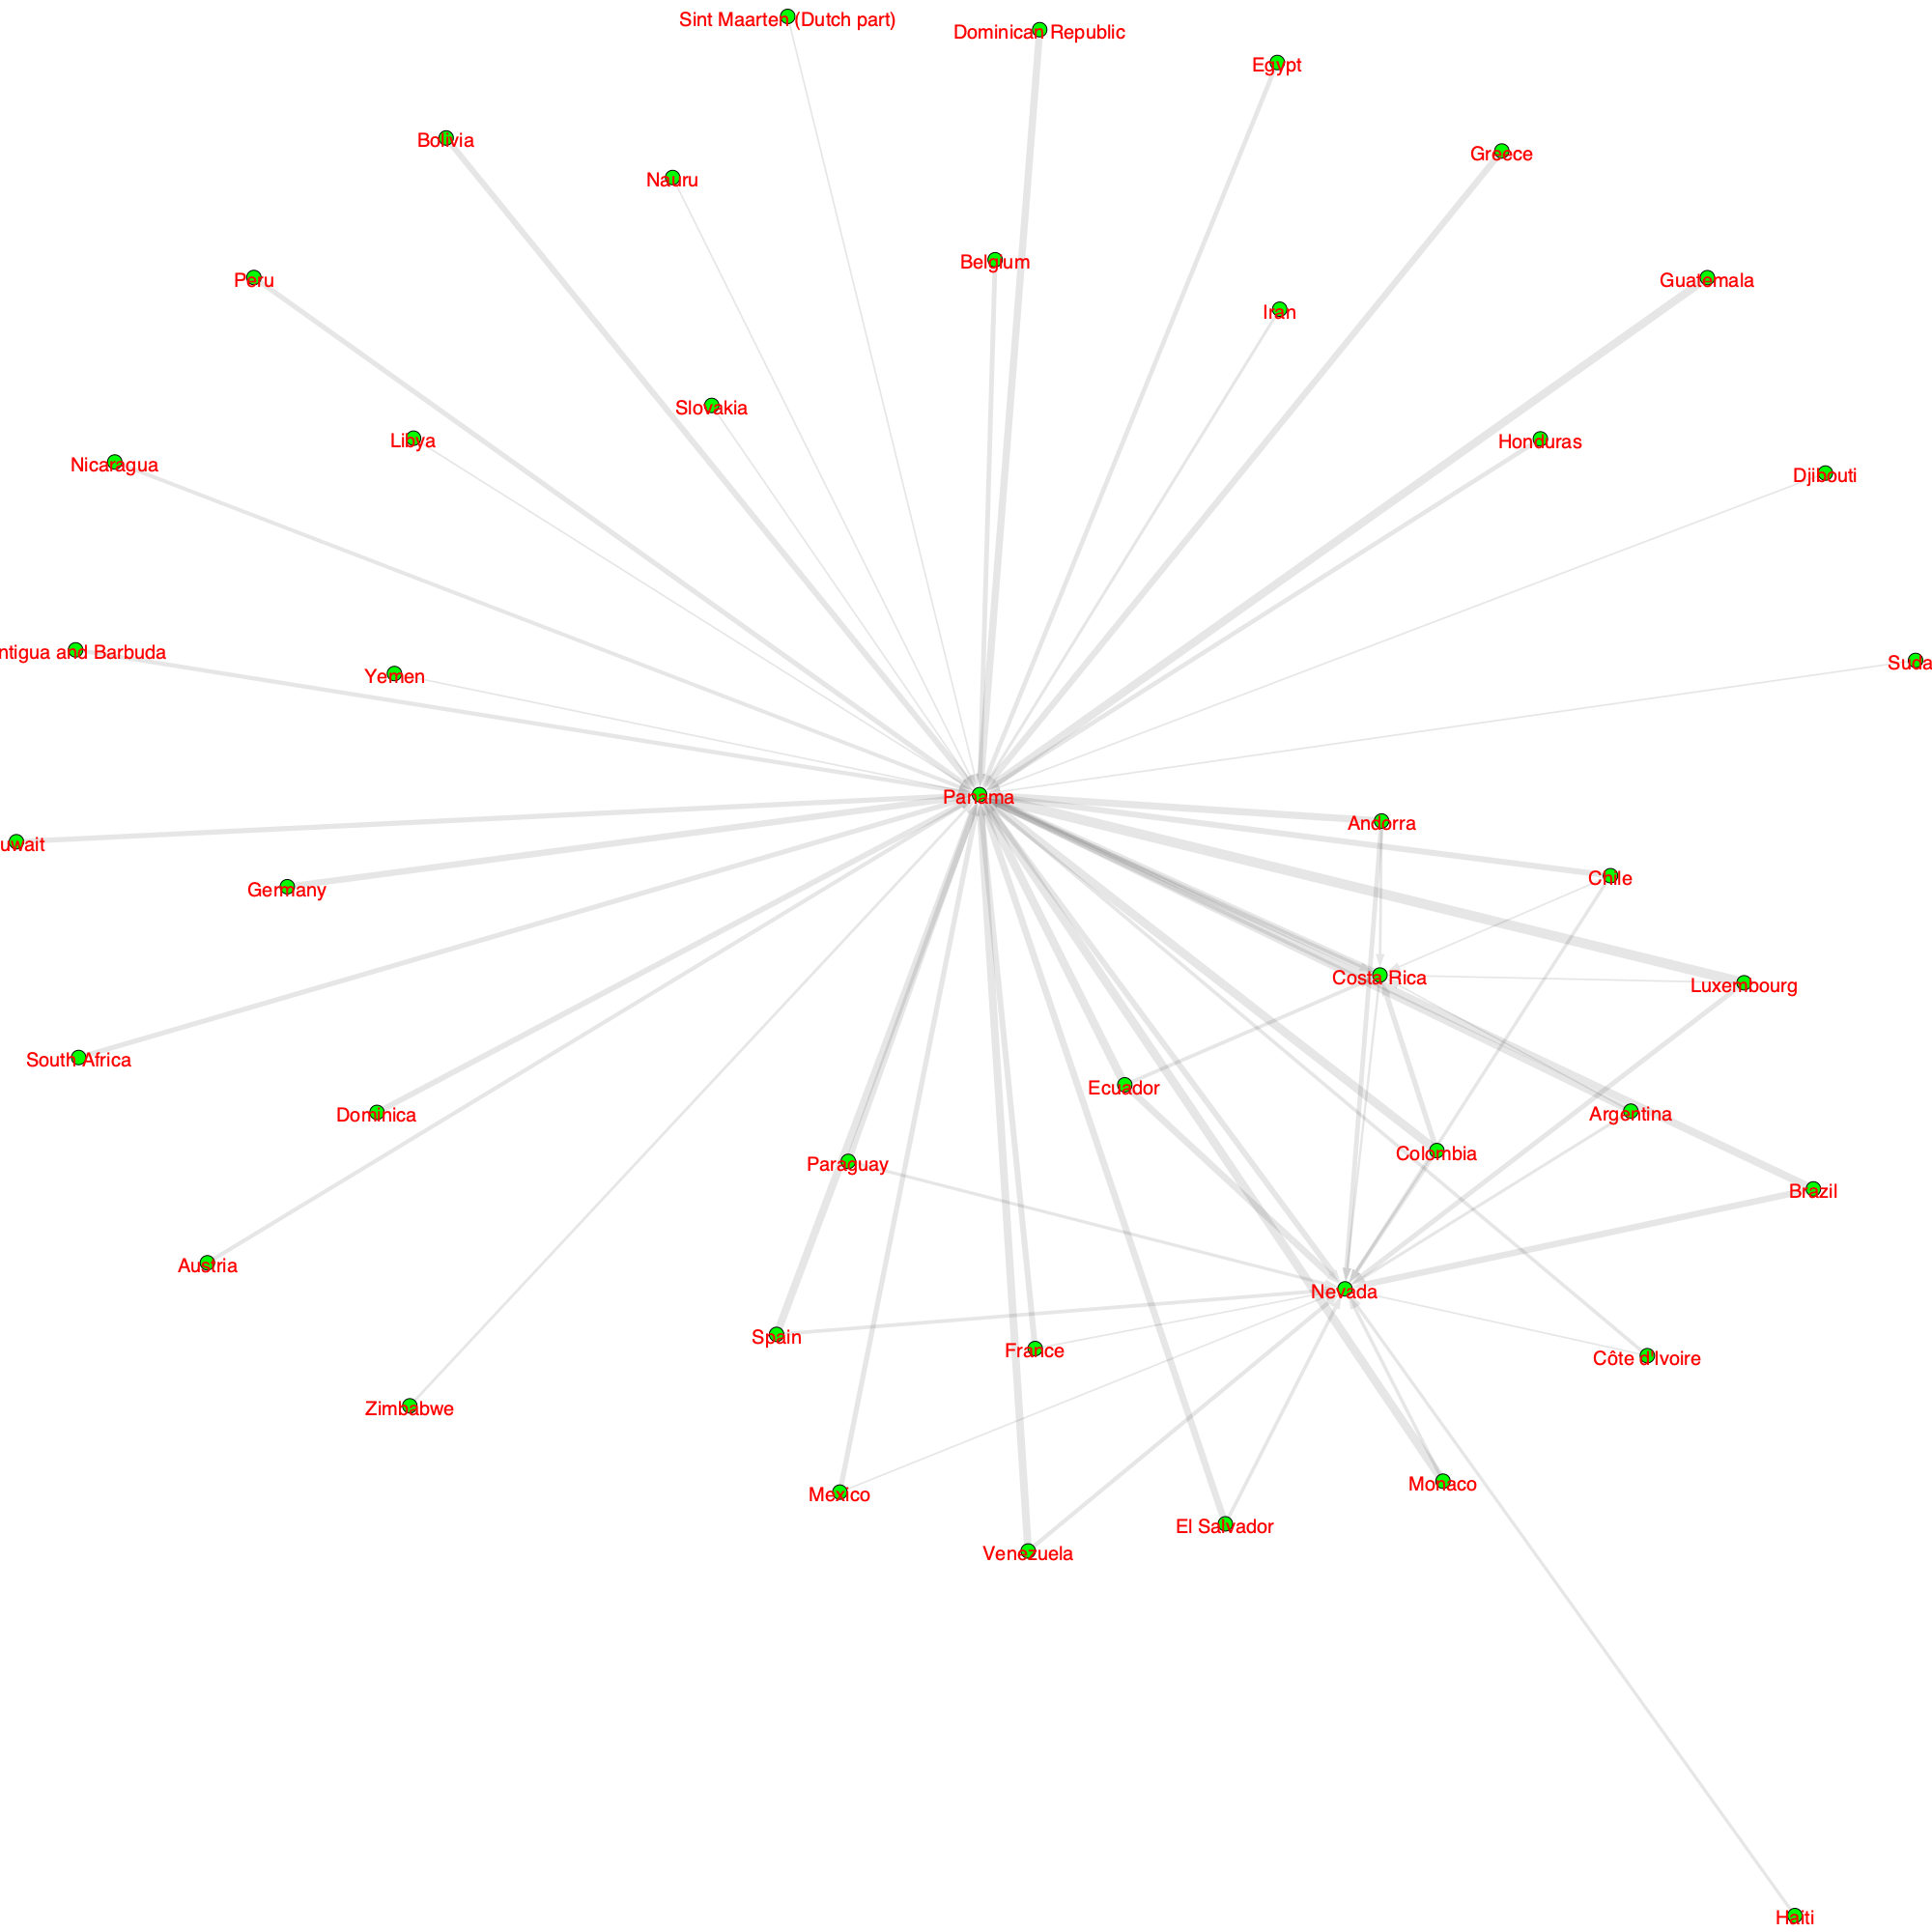 Sint Maarten (Dutch part)
Dominican Republic
Egypt
Bolivia
Greece
Nauru
Belgium
Peru
Guatemala
Iran
Slovakia
Libya
Honduras
Nicaragua
Djibouti
ntigua and Barbuda
Suda
Yemen
Panama
Andorra
uwait
Chile
Germany
Costa Rica
Luxembourg
South Africa
Ecuador
Dominica
Argentina
Colombia
Paraguay
Brazil
Austria
Nevada
Spain
France
Côte d'Ivoire
Zimbabwe
Monaco
Mexico
El Salvador
Venezuela
Haiti